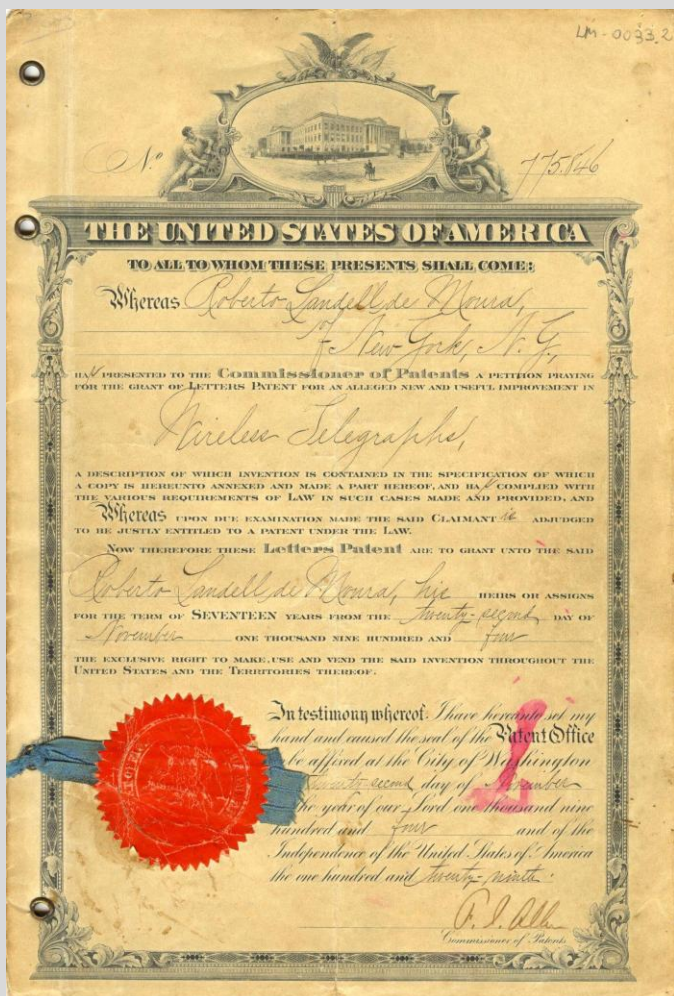 LM-0033.2
No. 775.846
THE UNITED STATES OF AMERICA
TO ALL TO WHOM THESE PRESENTS SHALL COME:
Whereas Roberto Landell de Moura,
of New York, N. Y.,
HAS PRESENTED TO THE Commissioner of Patents A PETITION PRAYING
FOR THE GRANT OF LETTERS PATENT FOR AN ALLEGED NEW AND USEFUL IMPROVEMENT IN
Wireless Telegraphs,
A DESCRIPTION OF WHICH INVENTION IS CONTAINED IN THE SPECIFICATION OF WHICH
A COPY IS HEREUNTO ANNEXED AND MADE A PART HEREOF, AND HAS COMPLIED WITH
THE VARIOUS REQUIREMENTS OF LAW IN SUCH CASES MADE AND PROVIDED, AND
Whereas UPON DUE EXAMINATION MADE THE SAID CLAIMANT is ADJUDGED
TO BE JUSTLY ENTITLED TO A PATENT UNDER THE LAW.
NOW THEREFORE THESE Letters Patent ARE TO GRANT UNTO THE SAID
Roberto Landell de Moura, his HEIRS OR ASSIGNS
FOR THE TERM OF SEVENTEEN YEARS FROM THE twenty-second DAY OF
November ONE THOUSAND NINE HUNDRED AND four
THE EXCLUSIVE RIGHT TO MAKE, USE AND VEND THE SAID INVENTION THROUGHOUT THE
UNITED STATES AND THE TERRITORIES THEREOF.
In testimony whereof I have hereunto set my
hand and caused the seal of the Patent Office
to be affixed at the City of Washington
this twenty-second day of November
in the year of our Lord one thousand nine
hundred and four and of the
Independence of the United States of America
the one hundred and twenty-ninth.
F. I. Allen
Commissioner of Patents